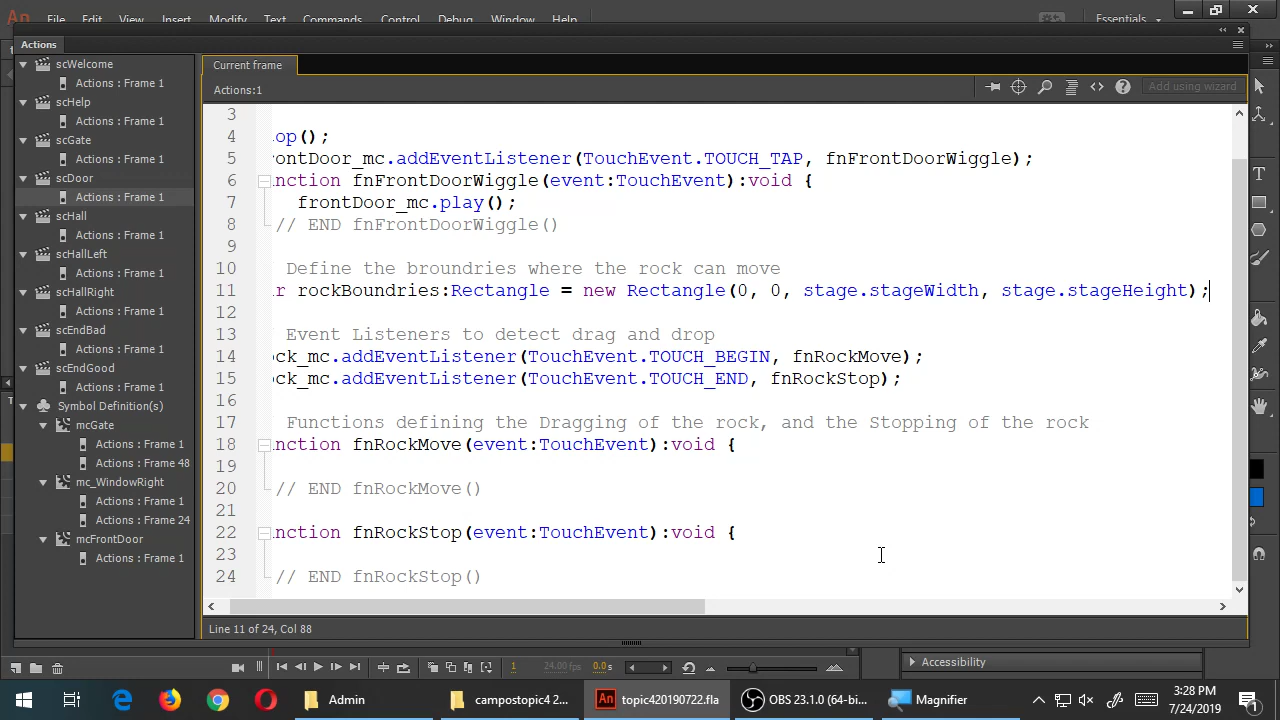 An File Edit View Insert Modify Text Commands Control Debug Window Help Essentials
Actions
Current frame
Actions:1 Add using wizard
scWelcome
Actions : Frame 1
scHelp
Actions : Frame 1
scGate
Actions : Frame 1
scDoor
Actions : Frame 1
scHall
Actions : Frame 1
scHallLeft
Actions : Frame 1
scHallRight
Actions : Frame 1
scEndBad
Actions : Frame 1
scEndGood
Actions : Frame 1
Symbol Definition(s)
mcGate
Actions : Frame 1
Actions : Frame 48
mc_WindowRight
Actions : Frame 1
Actions : Frame 24
mcFrontDoor
Actions : Frame 1
3
4 op();
5 rontDoor_mc.addEventListener(TouchEvent.TOUCH_TAP, fnFrontDoorWiggle);
6 nction fnFrontDoorWiggle(event:TouchEvent):void {
7 frontDoor_mc.play();
8 // END fnFrontDoorWiggle()
9
10 Define the broundries where the rock can move
11 r rockBoundries:Rectangle = new Rectangle(0, 0, stage.stageWidth, stage.stageHeight);
12
13 Event Listeners to detect drag and drop
14 ck_mc.addEventListener(TouchEvent.TOUCH_BEGIN, fnRockMove);
15 ck_mc.addEventListener(TouchEvent.TOUCH_END, fnRockStop);
16
17 Functions defining the Dragging of the rock, and the Stopping of the rock
18 nction fnRockMove(event:TouchEvent):void {
19
20 // END fnRockMove()
21
22 nction fnRockStop(event:TouchEvent):void {
23
24 // END fnRockStop()
Line 11 of 24, Col 88
1 24.00 fps 0.0 s
Accessibility
Admin
campostopic4 2...
An topic420190722.fla
OBS 23.1.0 (64-bi...
Magnifier
3:28 PM
7/24/2019
1